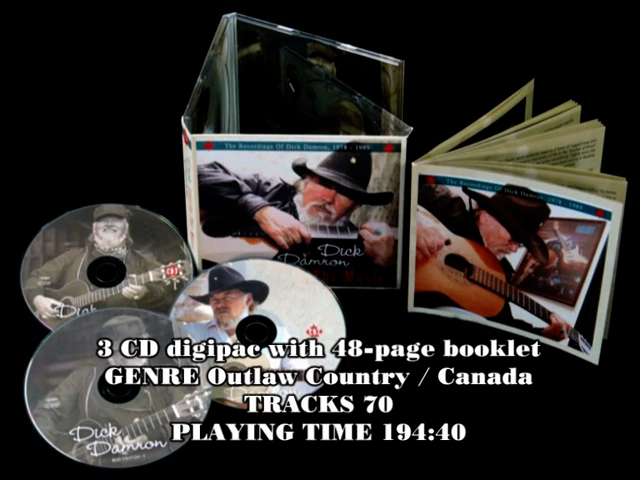 The Recordings Of Dick Damron, 1978 - 1989
The Recordings Of Dick Damron, 1978 - 1989
Dick
Damron
Dick
Dick
Damron
3 CD digipac with 48-page booklet
GENRE Outlaw Country / Canada
TRACKS 70
PLAYING TIME 194:40